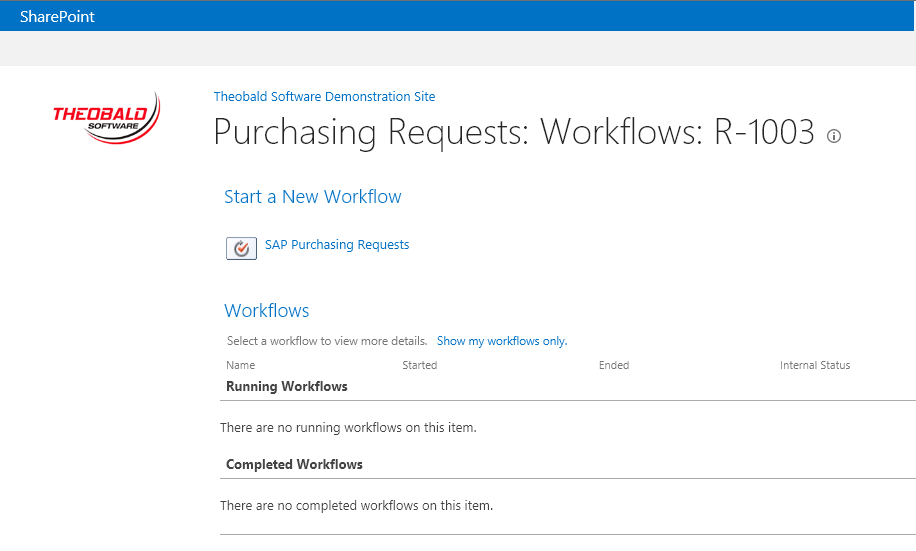 SharePoint
THEOBALD
SOFTWARE
Theobald Software Demonstration Site
Purchasing Requests: Workflows: R-1003
Start a New Workflow
SAP Purchasing Requests
Workflows
Select a workflow to view more details. Show my workflows only.
Name Started Ended Internal Status
Running Workflows
There are no running workflows on this item.
Completed Workflows
There are no completed workflows on this item.